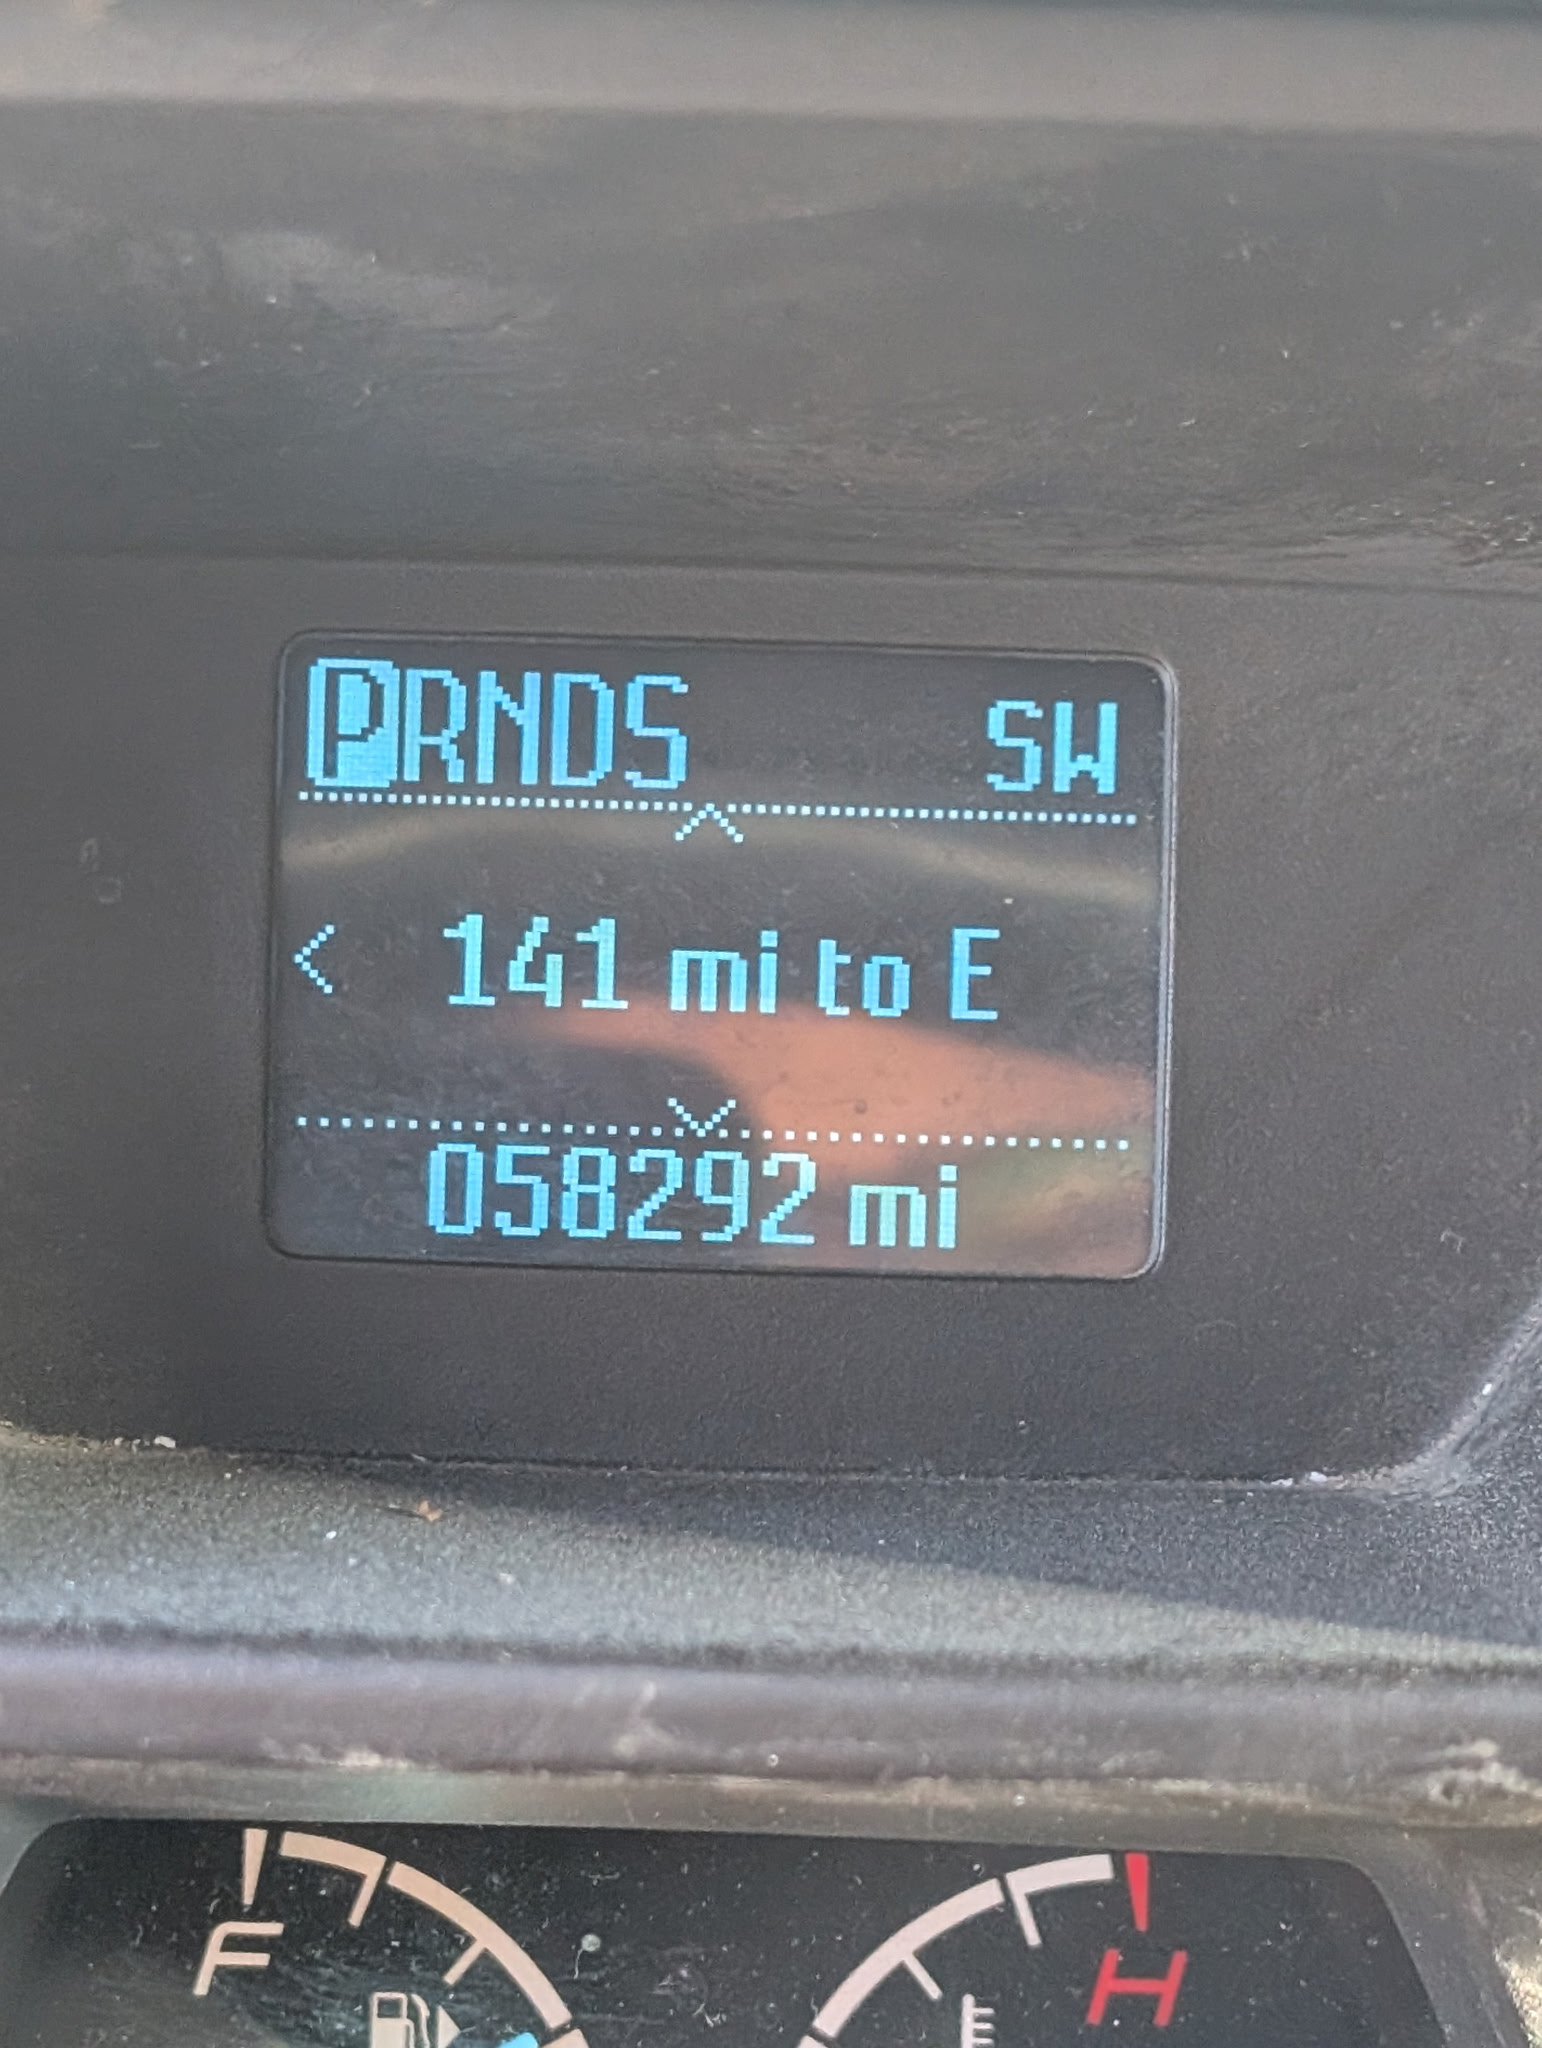 PRNDS SW
< 141 mi to E
058292 mi
F H